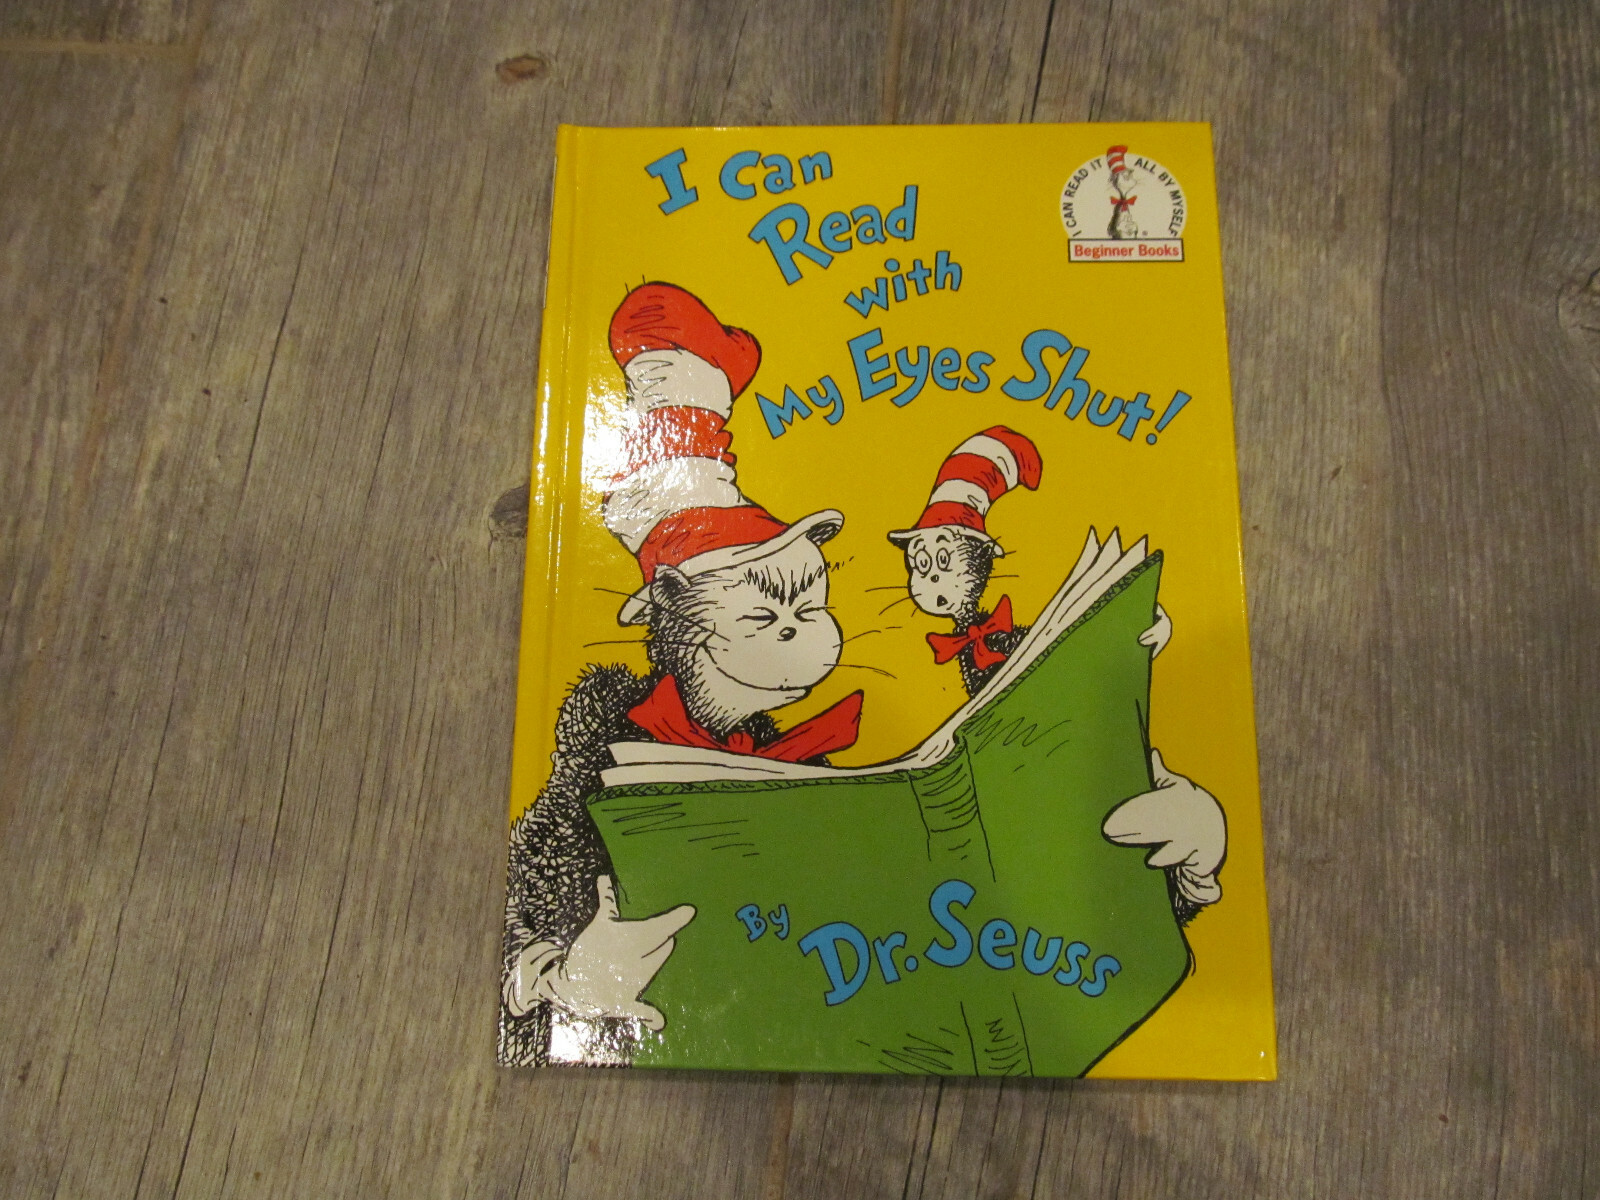 I Can
Read
with
My Eyes Shut!
I CAN READ IT ALL BY MYSELF
Beginner Books
By Dr. Seuss